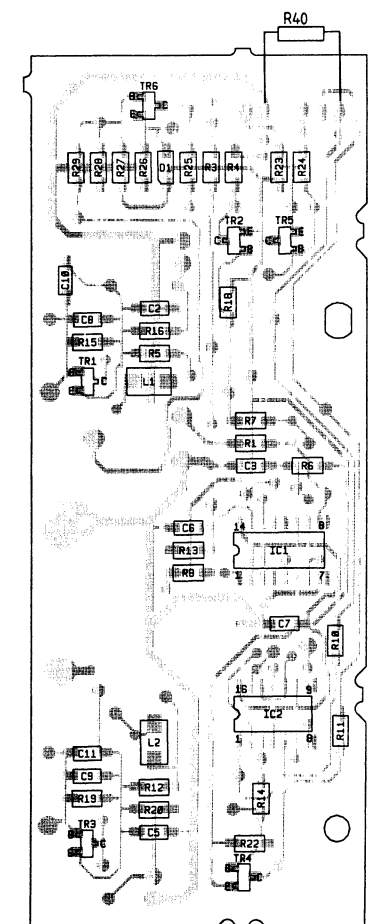 R40
TR6
R29 R28 R27 R26 D1 R25 R3 R4 R23 R24
TR2 TR5
C10
R18
C2
C8
R16
R15
R5
TR1
L1
R7
R1
C3 R6
C6
14 8
R13
IC1
R8
7
C7
R10
16 9
IC2
R11
1 8
L2
C11
C9
R12
R19
R14
R20
TR3
C5
R22
TR4